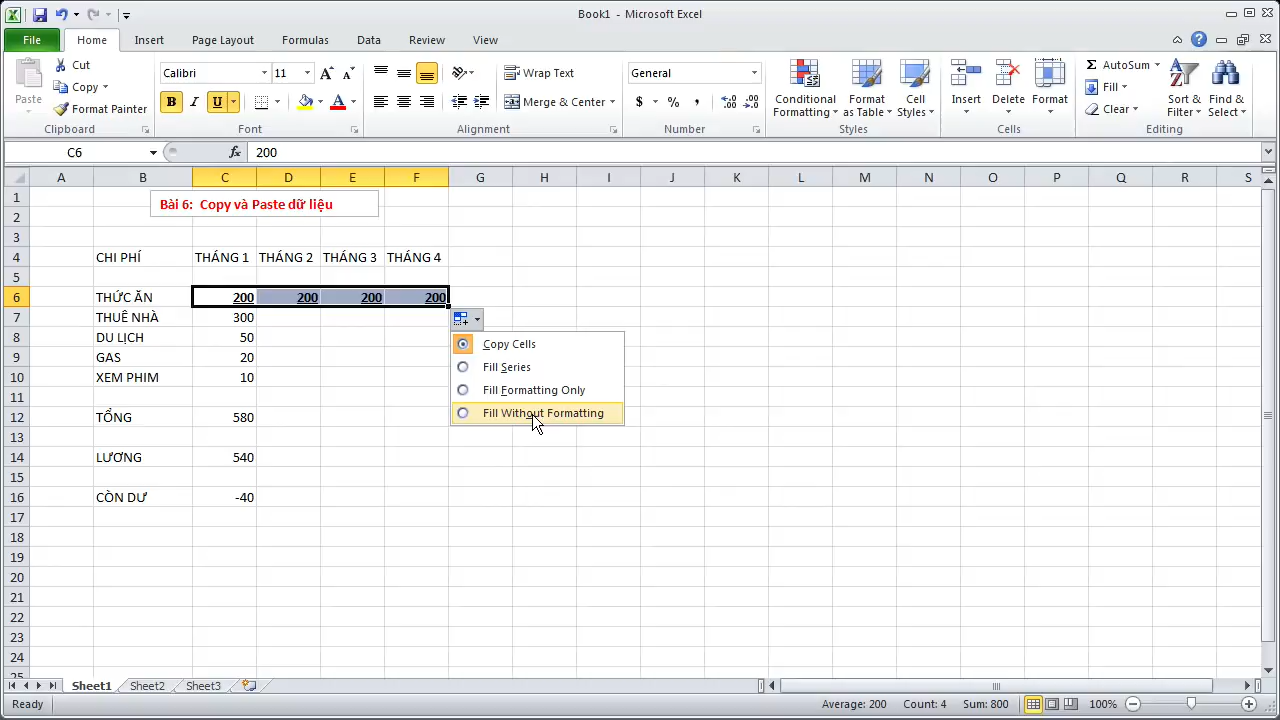 Book1 - Microsoft Excel
File Home Insert Page Layout Formulas Data Review View
Paste
Cut
Copy
Format Painter
Clipboard
Calibri 11
B I U
Font
Wrap Text
Merge & Center
Alignment
General
$ % ,
Number
Conditional Formatting
Format as Table
Cell Styles
Styles
Insert Delete Format
Cells
AutoSum
Fill
Clear
Sort & Filter
Find & Select
Editing
C6 fx 200
A B C D E F G H I J K L M N O P Q R S
1
Bài 6: Copy và Paste dữ liệu
2
3
4 CHI PHÍ THÁNG 1 THÁNG 2 THÁNG 3 THÁNG 4
5
6 THỨC ĂN 200 200 200 200
7 THUÊ NHÀ 300
8 DU LỊCH 50
9 GAS 20
10 XEM PHIM 10
11
12 TỔNG 580
13
14 LƯƠNG 540
15
16 CÒN DƯ -40
17
18
19
20
21
22
23
24
25
Copy Cells
Fill Series
Fill Formatting Only
Fill Without Formatting
Sheet1 Sheet2 Sheet3
Ready Average: 200 Count: 4 Sum: 800 100%